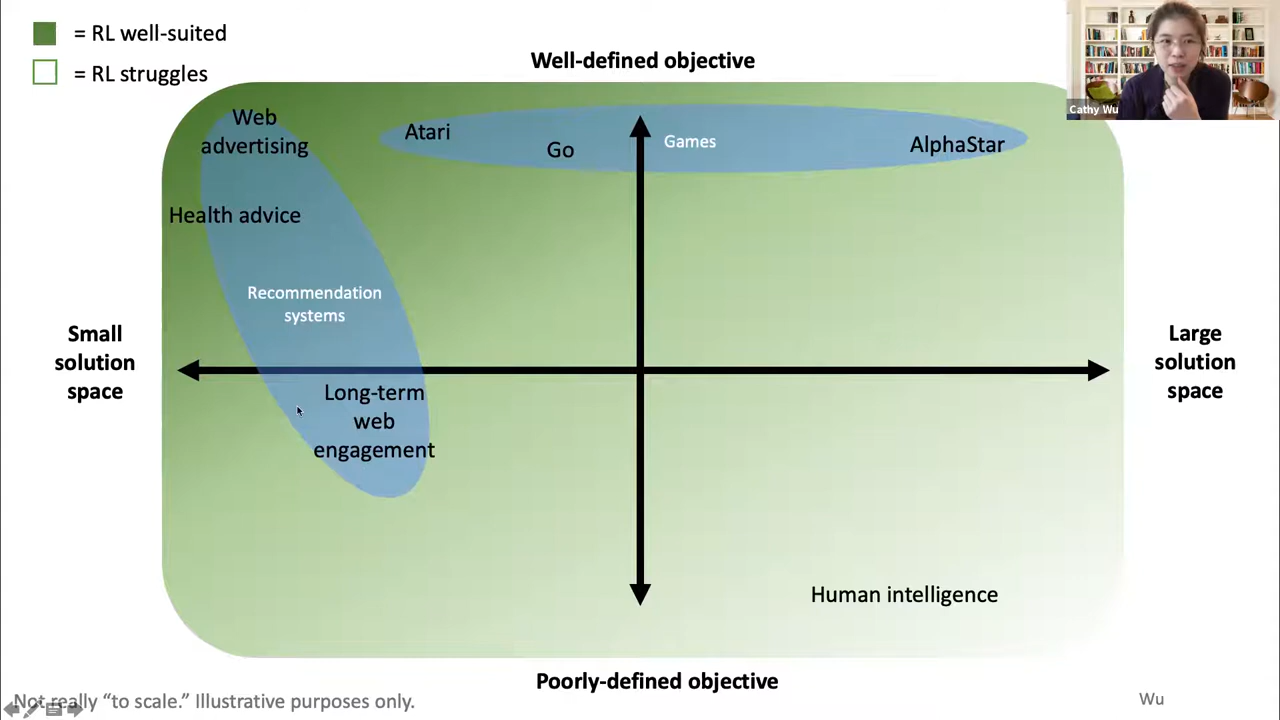 = RL well-suited
= RL struggles
Well-defined objective
Cathy Wu
Web
advertising
Atari
Go
Games
AlphaStar
Health advice
Recommendation
systems
Small
solution
space
Large
solution
space
Long-term
web
engagement
Human intelligence
Poorly-defined objective
Not really “to scale.” Illustrative purposes only.
Wu